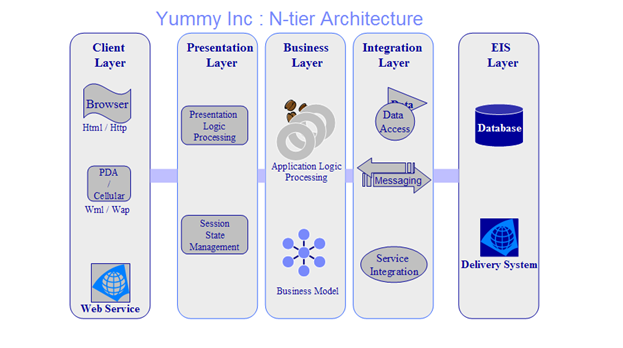 Yummy Inc : N-tier Architecture
Client
Layer
Browser
Html / Http
PDA
/
Cellular
Wml / Wap
Web Service
Presentation
Layer
Presentation
Logic
Processing
Session
State
Management
Business
Layer
Application Logic
Processing
Business Model
Integration
Layer
Data
Data
Access
Messaging
Service
Integration
EIS
Layer
Database
Delivery System